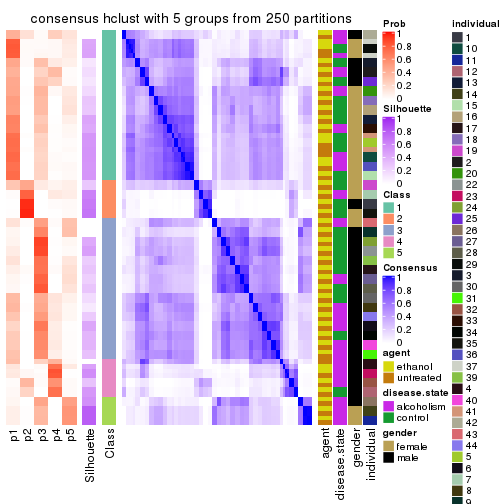 consensus hclust with 5 groups from 250 partitions
p1
p2
p3
p4
p5
Silhouette
Class
agent
disease.state
gender
individual
Prob
1
0.8
0.6
0.4
0.2
0
Silhouette
1
0.8
0.6
0.4
0.2
0
Class
1
2
3
4
5
Consensus
1
0.8
0.6
0.4
0.2
0
agent
ethanol
untreated
disease.state
alcoholism
control
gender
female
male
individual
1
10
11
12
13
14
15
16
17
18
19
2
20
22
23
24
25
26
27
28
29
3
30
31
32
33
34
35
36
37
39
4
40
41
42
43
44
5
6
7
8
9